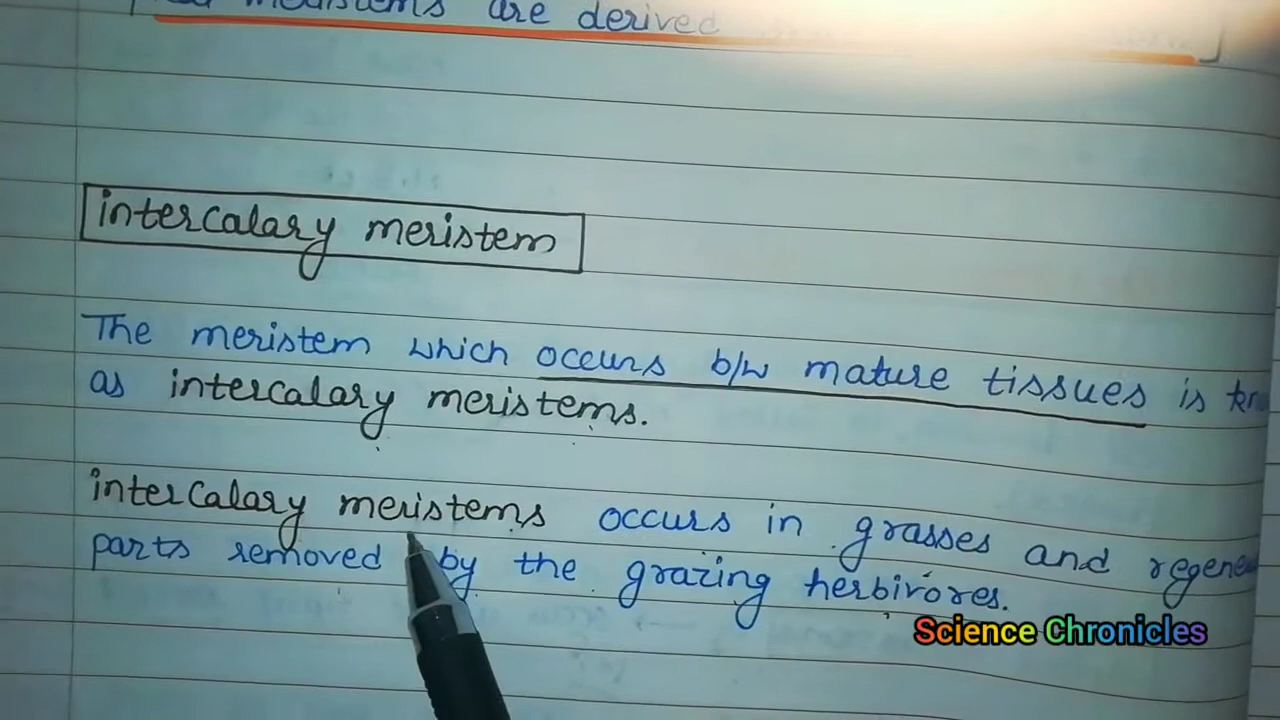 are derived
intercalary meristem
The meristem which occurs b/w mature tissues is
as intercalary meristems.
intercalary meristems occurs in grasses and
parts removed by the grazing herbivores.
Science Chronicles